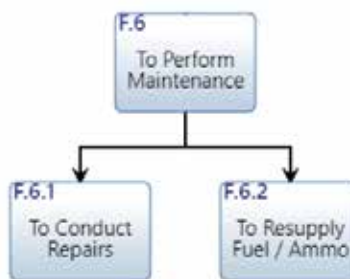 F.6
To Perform
Maintenance
F.6.1
To Conduct
Repairs
F.6.2
To Resupply
Fuel / Ammo